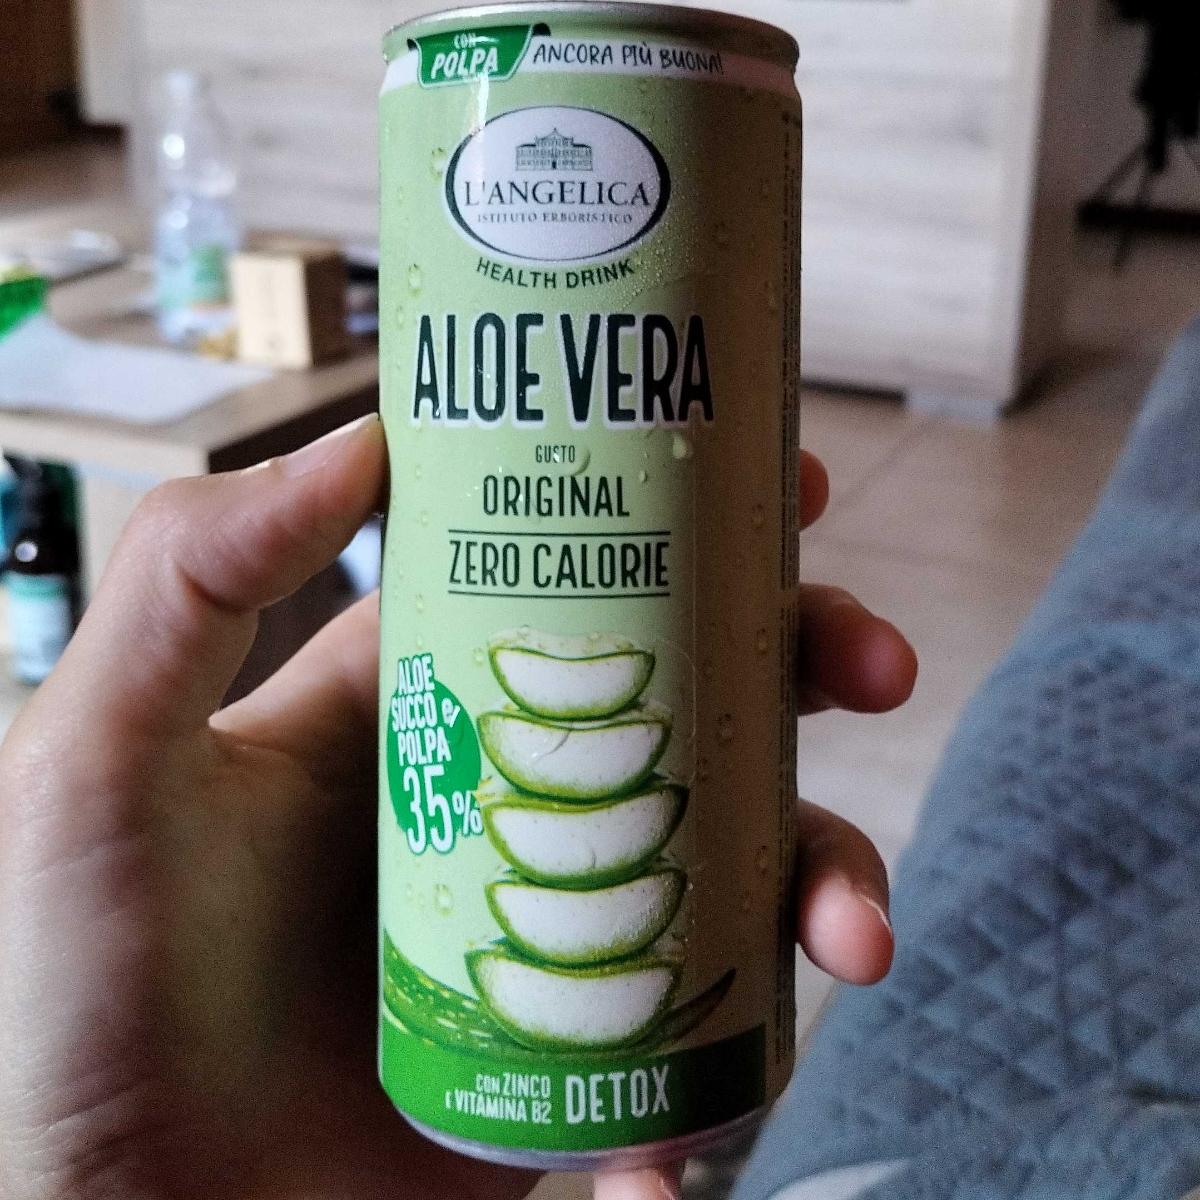 CON
POLPA
ANCORA PIÙ BUONA!
L'ANGELICA
ISTITUTO ERBORISTICO
HEALTH DRINK
ALOE VERA
GUSTO
ORIGINAL
ZERO CALORIE
ALOE
SUCCO e
POLPA
35%
CON ZINCO
E VITAMINA B2
DETOX